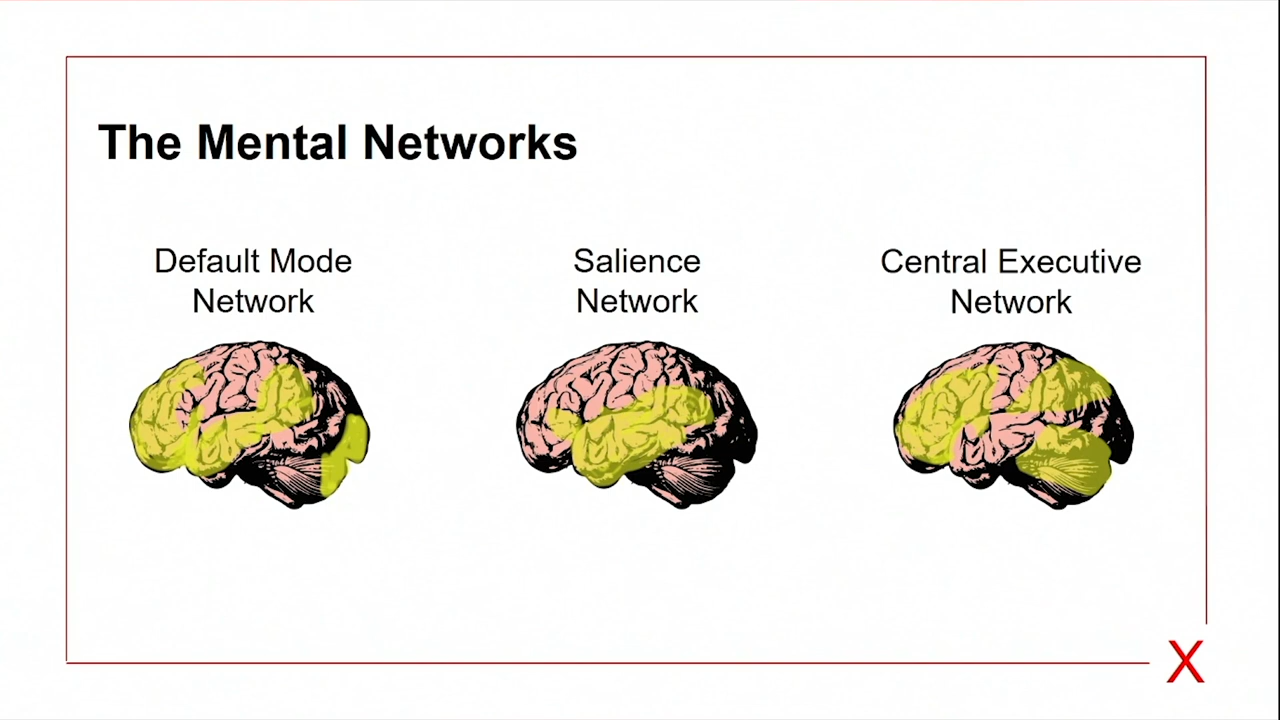 The Mental Networks
Default Mode
Network
Salience
Network
Central Executive
Network
X